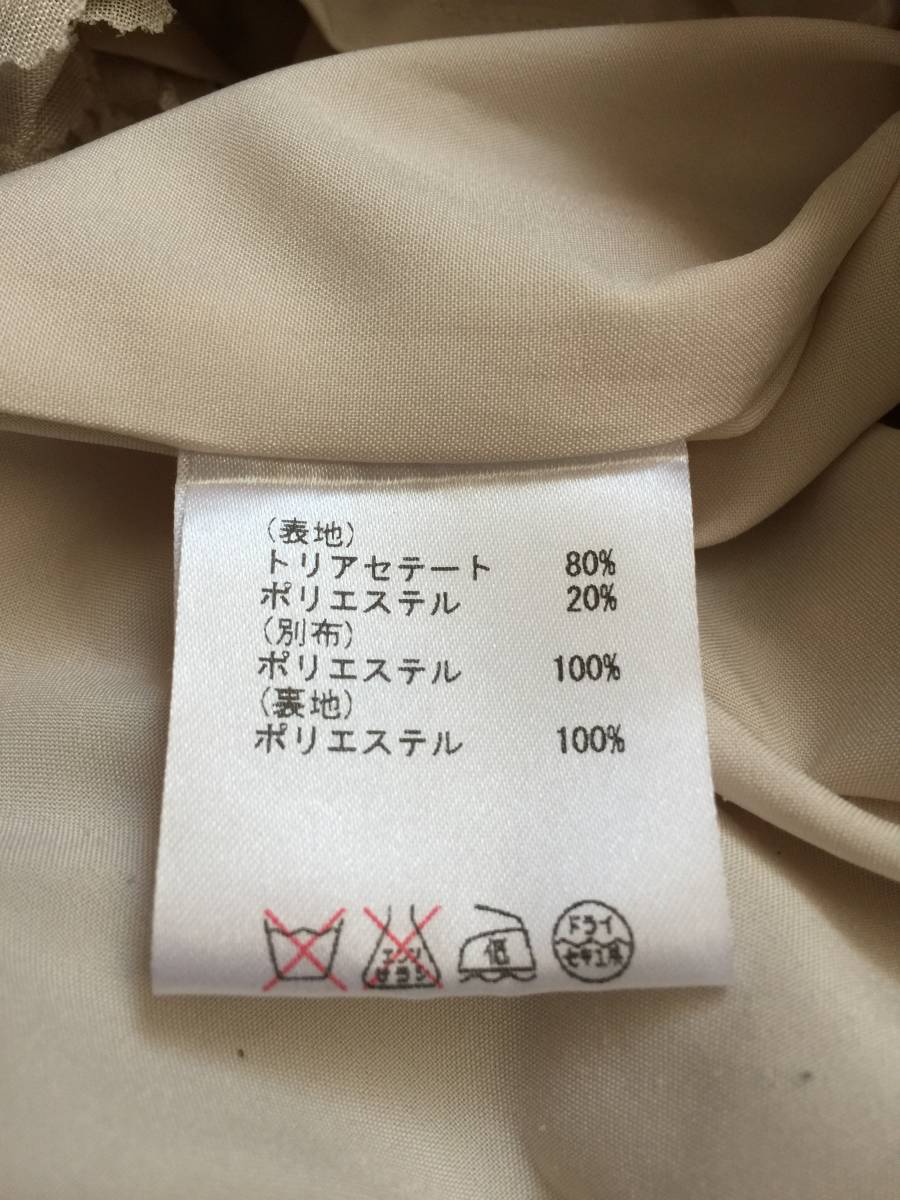 (表地)
トリアセテート 80%
ポリエステル 20%
(別布)
ポリエステル 100%
(裏地)
ポリエステル 100%
エンソ サラシ 低 ドライ セキユ系